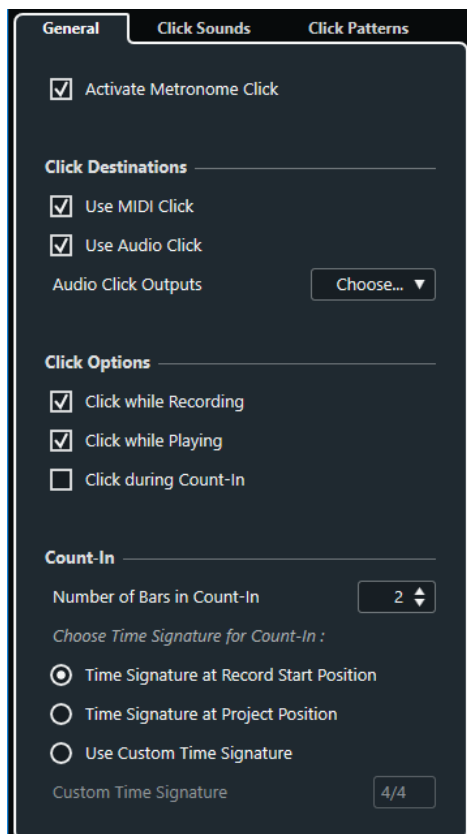 General Click Sounds Click Patterns
Activate Metronome Click
Click Destinations
Use MIDI Click
Use Audio Click
Audio Click Outputs Choose...
Click Options
Click while Recording
Click while Playing
Click during Count-In
Count-In
Number of Bars in Count-In 2
Choose Time Signature for Count-In :
Time Signature at Record Start Position
Time Signature at Project Position
Use Custom Time Signature
Custom Time Signature 4/4